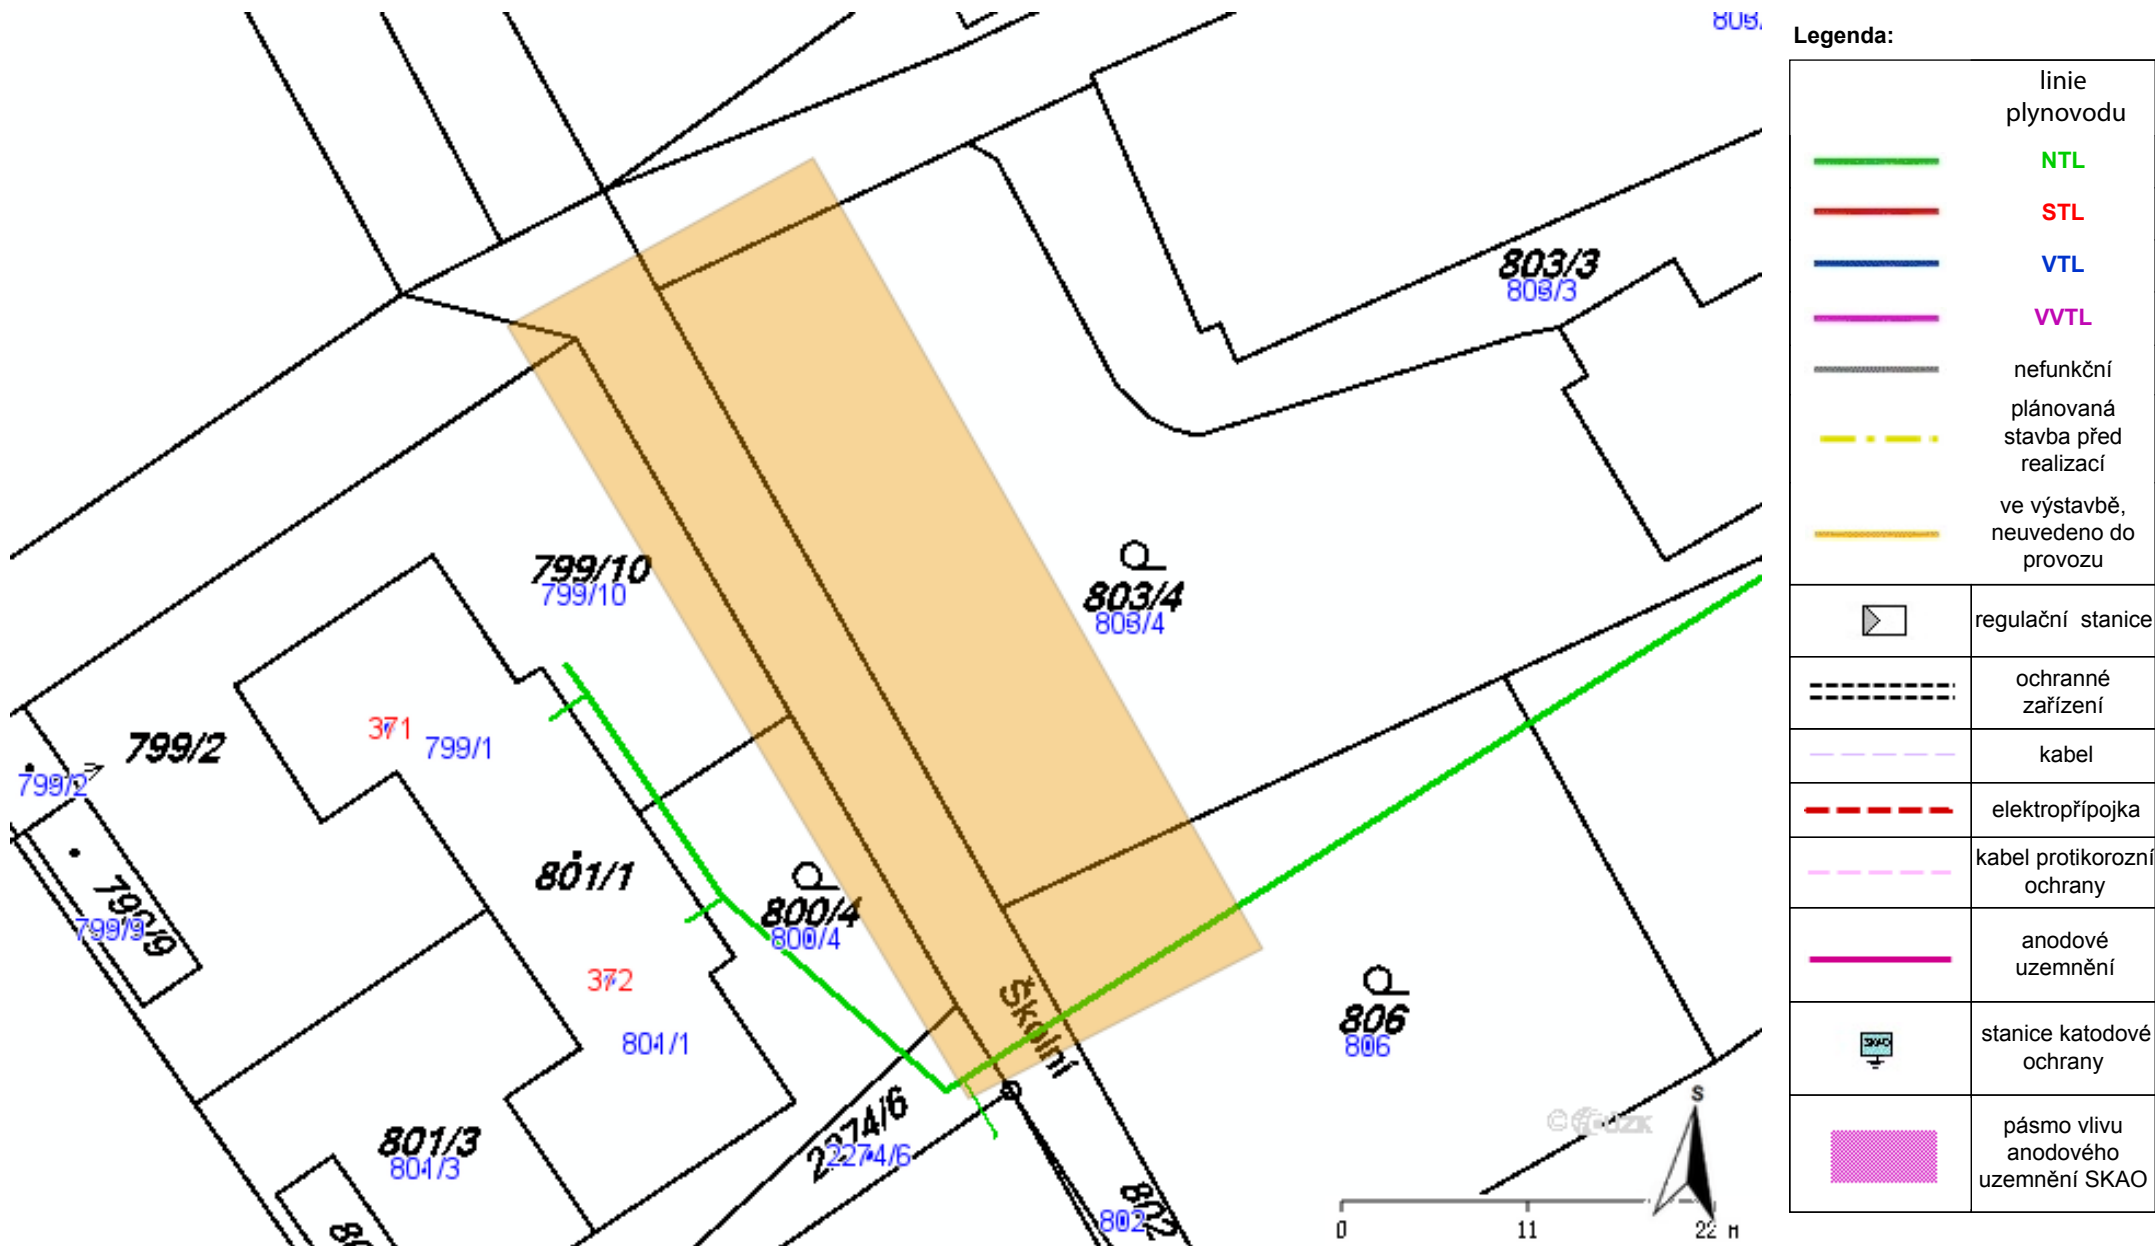 Legenda:
linie
plynovodu
NTL
STL
VTL
VVTL
nefunkční
plánovaná
stavba před
realizací
ve výstavbě,
neuvedeno do
provozu
regulační stanice
ochranné
zařízení
kabel
elektropřípojka
kabel protikorozní
ochrany
anodové
uzemnění
SKAO
stanice katodové
ochrany
pásmo vlivu
anodového
uzemnění SKAO
803/3
803/3
799/10
799/10
803/4
803/4
371
799/1
799/2
799/2
801/1
799/9
799/9
800/4
800/4
372
801/1
Školní
806
806
801/3
801/3
2274/6
2274/6
802
802
S
0
11
22 M